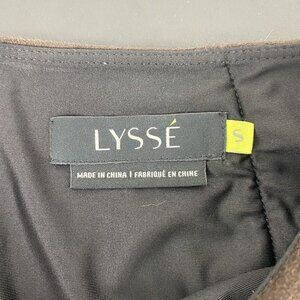 LYSSÉ
S
MADE IN CHINA | FABRIQUÉ EN CHINE